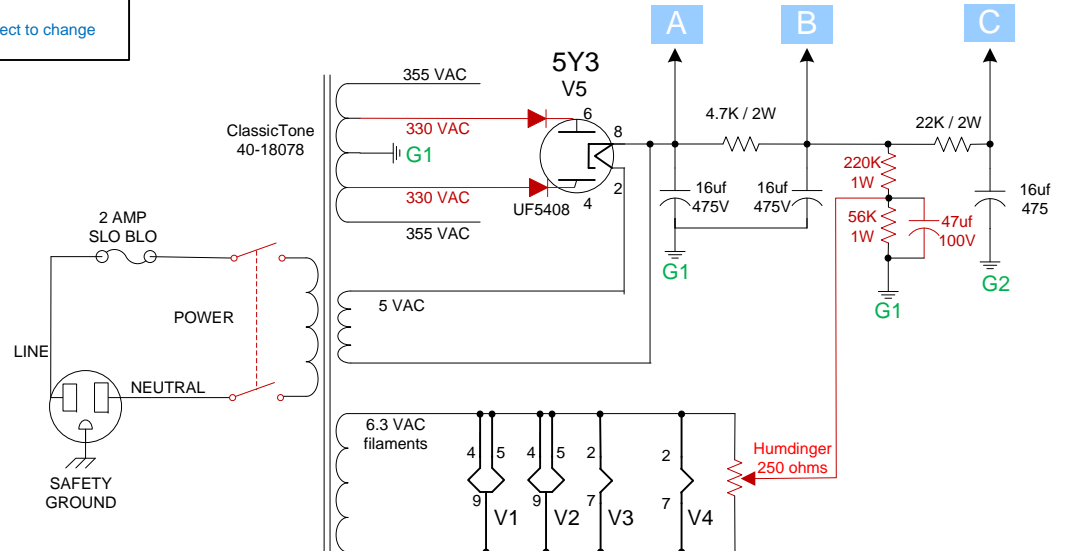 ect to change
A
B
C
5Y3
V5
355 VAC
6
4.7K / 2W
22K / 2W
ClassicTone
40-18078
330 VAC
8
G1
220K
1W
330 VAC
UF5408
4
2
16uf
475V
16uf
475V
56K
1W
47uf
100V
16uf
475
355 VAC
2 AMP
SLO BLO
G1
G2
G1
5 VAC
POWER
LINE
NEUTRAL
6.3 VAC
filaments
4
5
4
5
2
2
Humdinger
250 ohms
SAFETY
GROUND
9
V1
9
V2
7
V3
7
V4